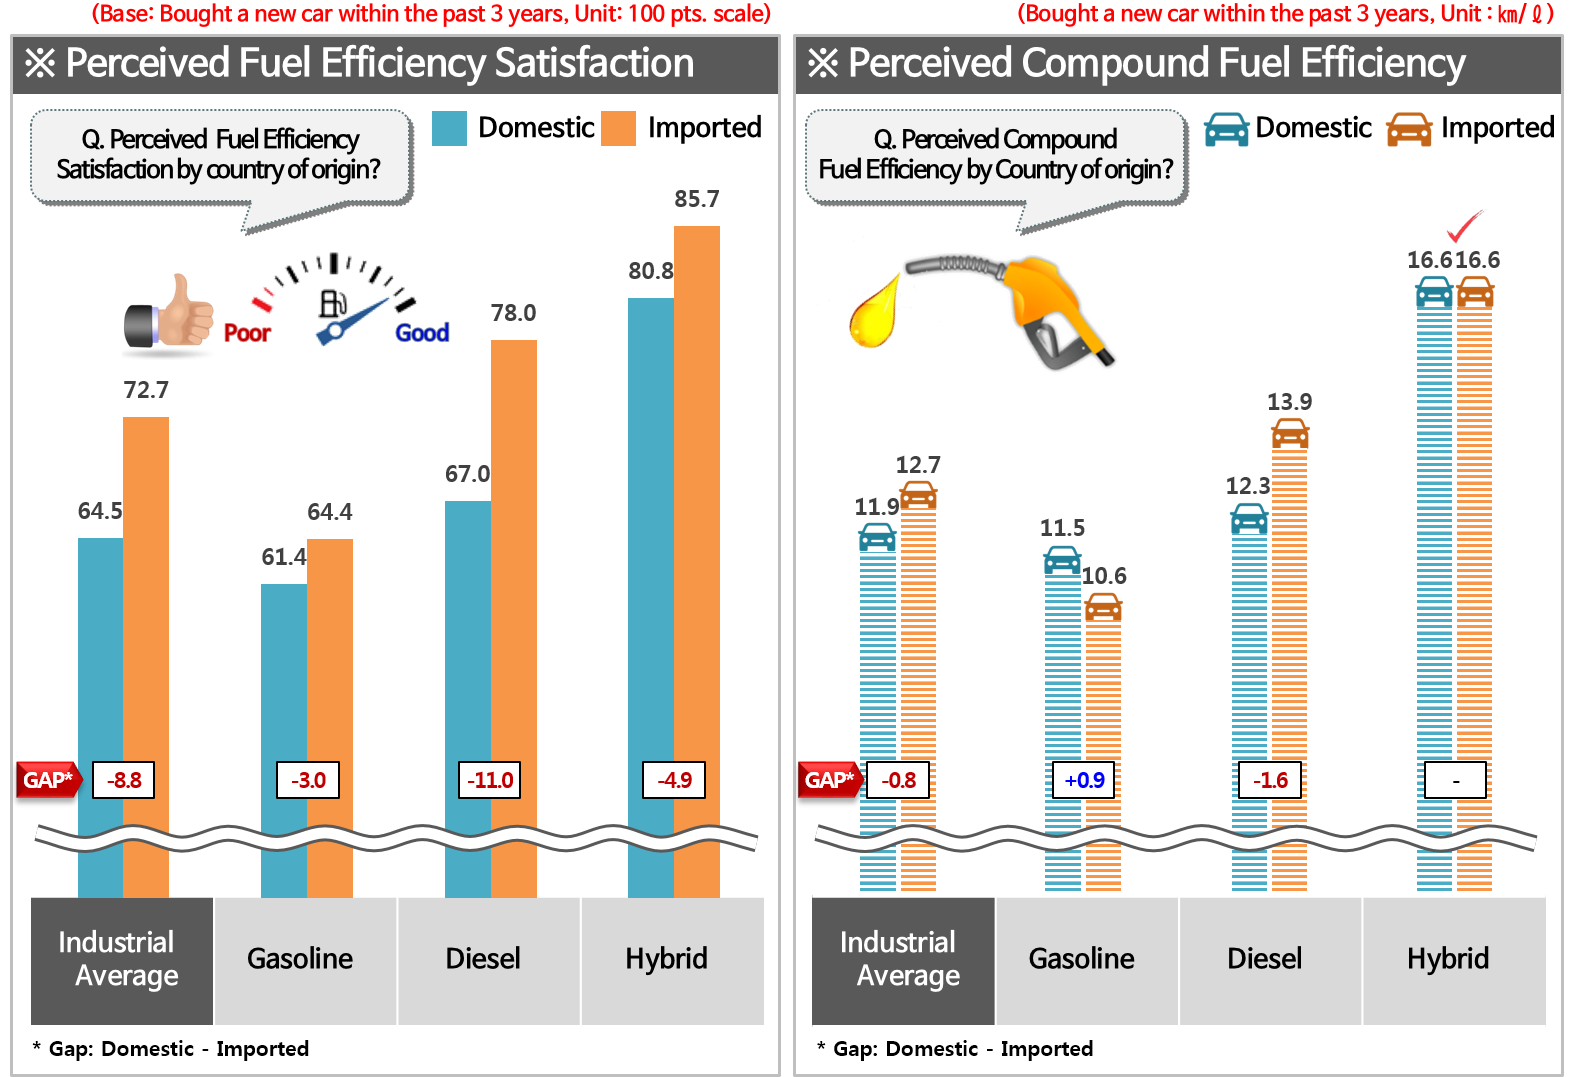 (Base: Bought a new car within the past 3 years, Unit: 100 pts. scale)
※ Perceived Fuel Efficiency Satisfaction
Q. Perceived Fuel Efficiency
Satisfaction by country of origin?
Domestic
Imported
Poor
Good
64.5
72.7
61.4
64.4
67.0
78.0
80.8
85.7
GAP*
-8.8
-3.0
-11.0
-4.9
Industrial
Average
Gasoline
Diesel
Hybrid
* Gap: Domestic - Imported
(Bought a new car within the past 3 years, Unit : ㎞/ℓ)
※ Perceived Compound Fuel Efficiency
Q. Perceived Compound
Fuel Efficiency by Country of origin?
Domestic
Imported
11.9
12.7
11.5
10.6
12.3
13.9
16.6
16.6
GAP*
-0.8
+0.9
-1.6
-
Industrial
Average
Gasoline
Diesel
Hybrid
* Gap: Domestic - Imported